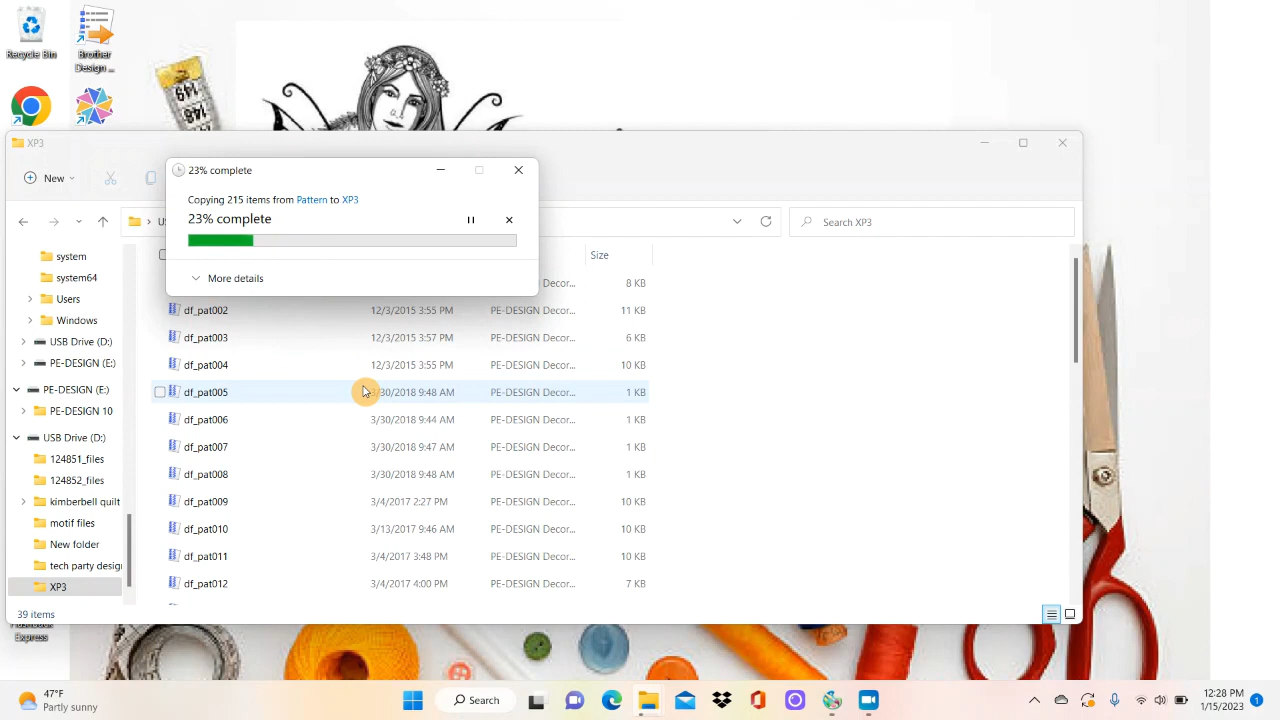 Recycle Bin
Brother
Design ...
XP3
New
23% complete
Copying 215 items from Pattern to XP3
23% complete
More details
Search XP3
Size
system
system64
Users
Windows
USB Drive (D:)
PE-DESIGN (E:)
PE-DESIGN (E:)
PE-DESIGN 10
USB Drive (D:)
124851_files
124852_files
kimberbell quilt
motif files
New folder
tech party design
XP3
Decor... 8 KB
df_pat002 12/3/2015 3:55 PM PE-DESIGN Decor... 11 KB
df_pat003 12/3/2015 3:57 PM PE-DESIGN Decor... 6 KB
df_pat004 12/3/2015 3:55 PM PE-DESIGN Decor... 10 KB
df_pat005 3/30/2018 9:48 AM PE-DESIGN Decor... 1 KB
df_pat006 3/30/2018 9:44 AM PE-DESIGN Decor... 1 KB
df_pat007 3/30/2018 9:47 AM PE-DESIGN Decor... 1 KB
df_pat008 3/30/2018 9:48 AM PE-DESIGN Decor... 1 KB
df_pat009 3/4/2017 2:27 PM PE-DESIGN Decor... 10 KB
df_pat010 3/13/2017 9:46 AM PE-DESIGN Decor... 10 KB
df_pat011 3/4/2017 3:48 PM PE-DESIGN Decor... 10 KB
df_pat012 3/4/2017 4:00 PM PE-DESIGN Decor... 7 KB
39 items
Express
47°F
Partly sunny
Search
12:28 PM
1/15/2023
1